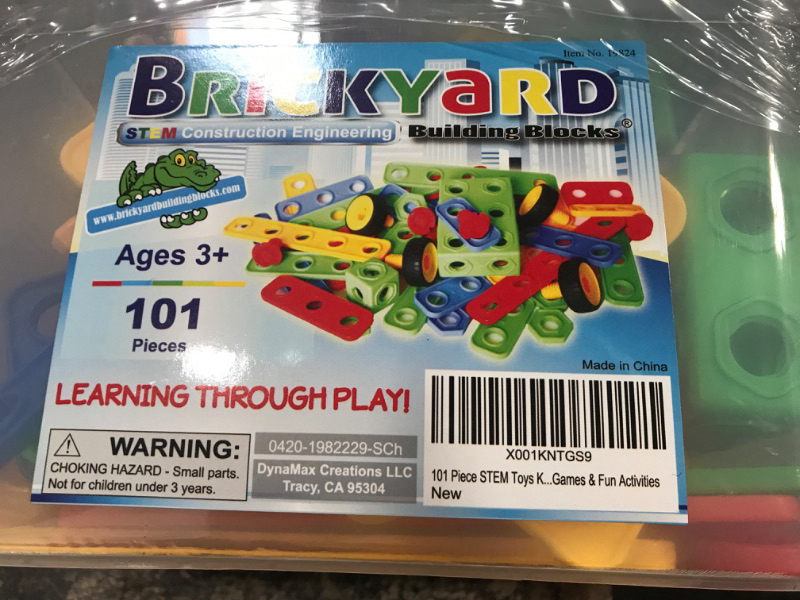 Item No. 19824
BRICKYARD
STEM Construction Engineering Building Blocks®
www.brickyardbuildingblocks.com
Ages 3+
101
Pieces
Made in China
LEARNING THROUGH PLAY!
WARNING:
CHOKING HAZARD - Small parts.
Not for children under 3 years.
0420-1982229-SCh
DynaMax Creations LLC
Tracy, CA 95304
X001KNTGS9
101 Piece STEM Toys K...Games & Fun Activities
New